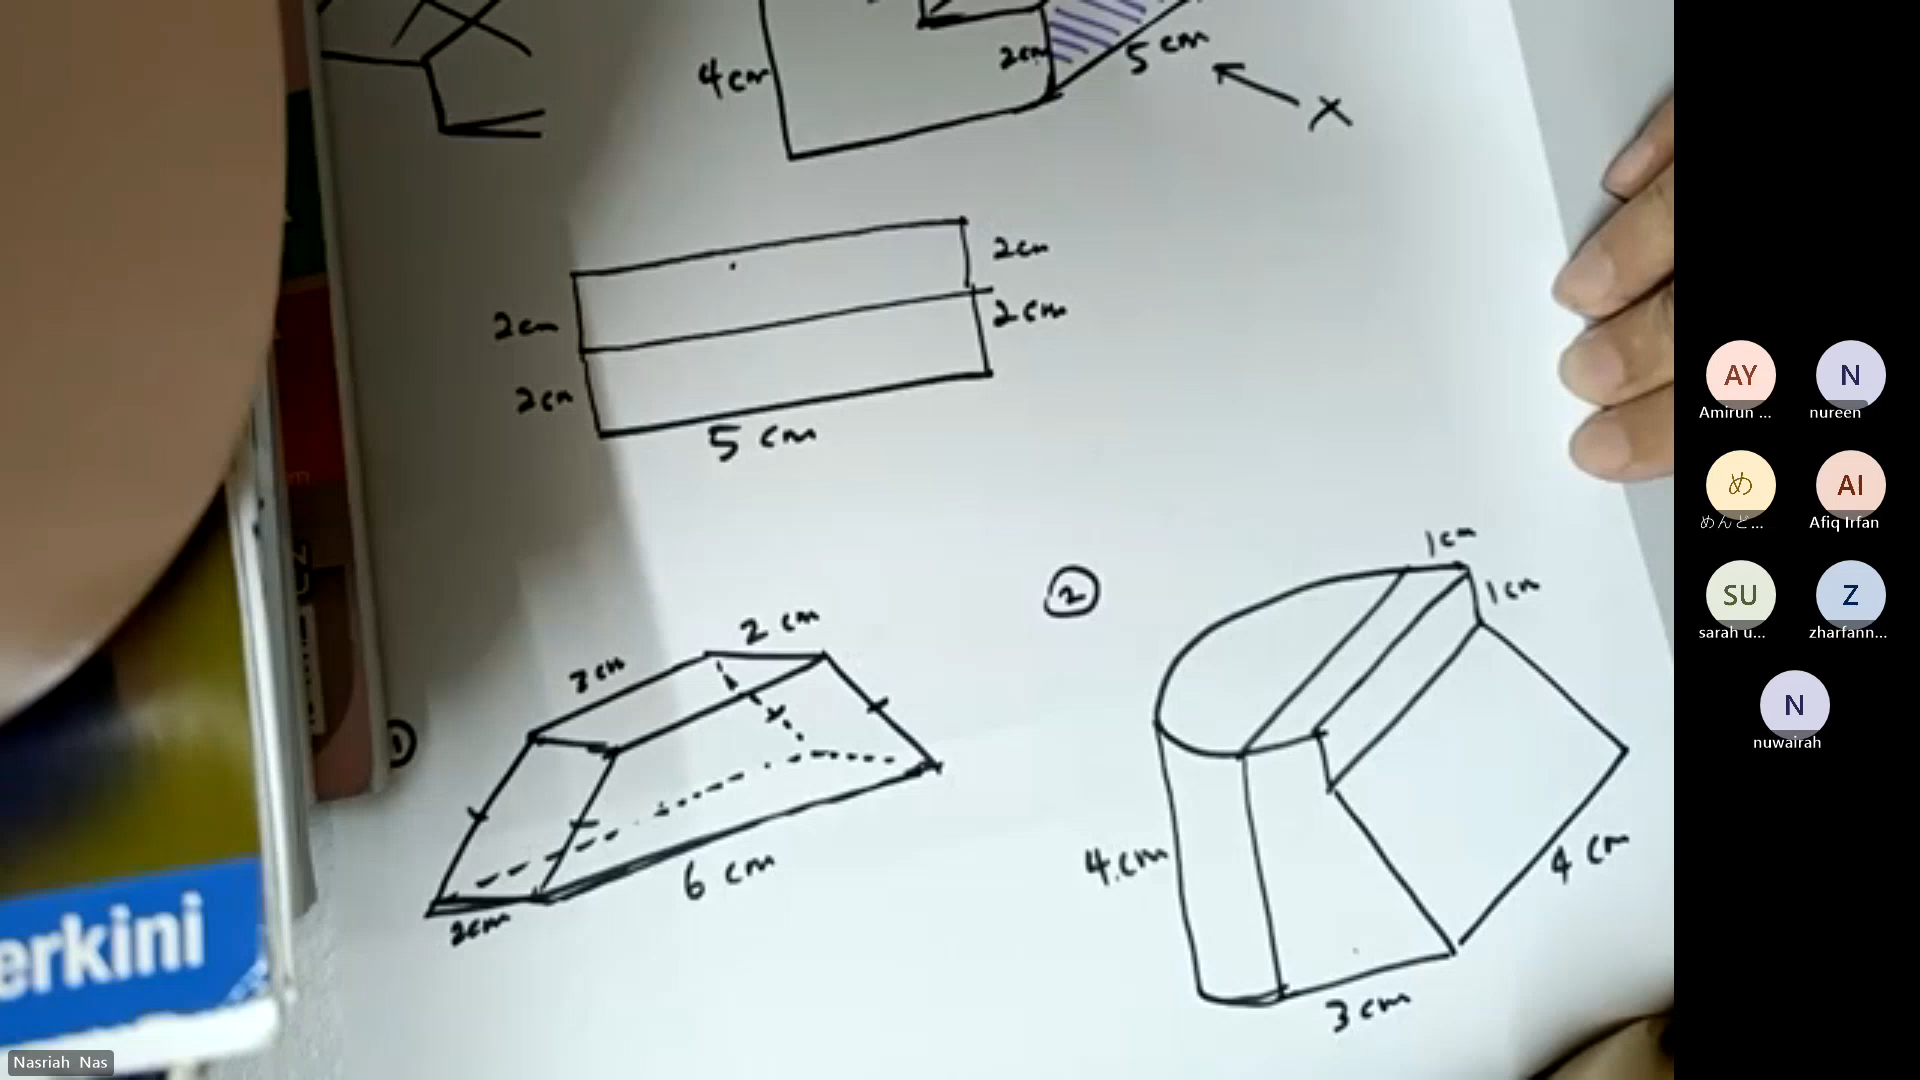 4cm
2cm
5 cm
X
2cm
2cm
2cm
2cm
5 cm
1
2 cm
3cm
6 cm
2cm
2
1cm
1cm
4cm
4 cm
3cm
erkini
Nasriah Nas
AY
Amirun ...
N
nureen
め
めんど...
AI
Afiq Irfan
SU
sarah u...
Z
zharfann...
N
nuwairah